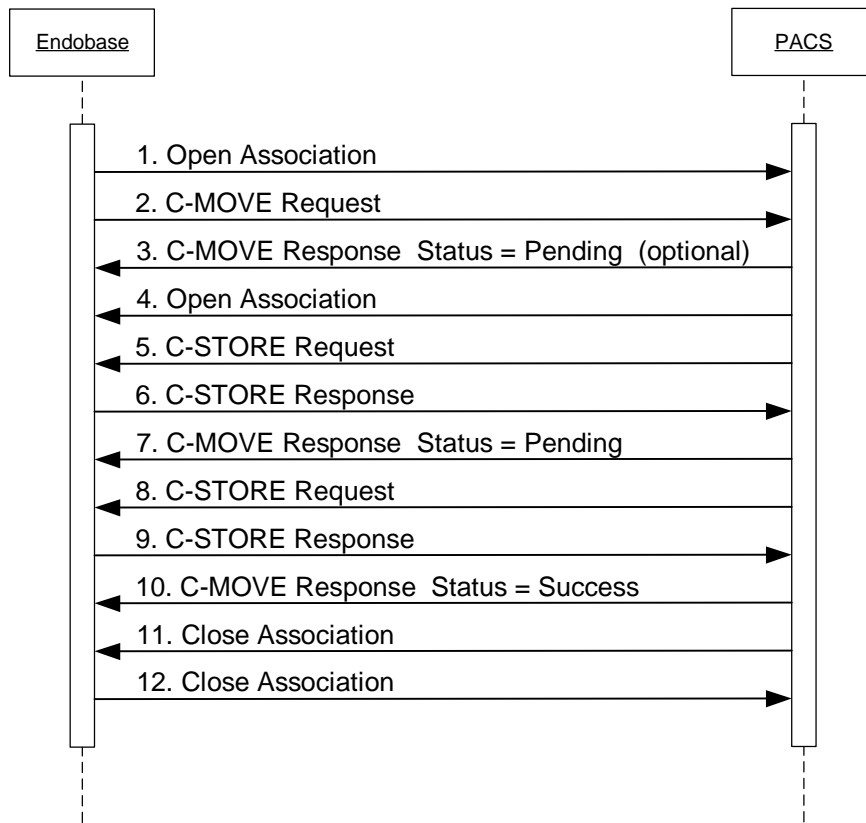 Endobase
PACS
1. Open Association
2. C-MOVE Request
3. C-MOVE Response  Status = Pending  (optional)
4. Open Association
5. C-STORE Request
6. C-STORE Response
7. C-MOVE Response  Status = Pending
8. C-STORE Request
9. C-STORE Response
10. C-MOVE Response  Status = Success
11. Close Association
12. Close Association